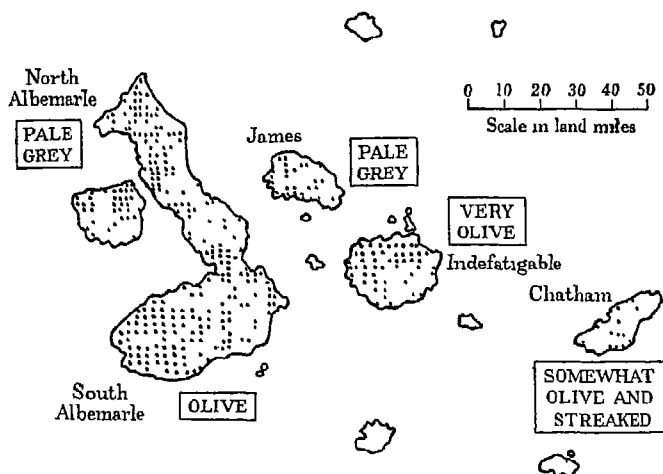 North
Albemarle
PALE
GREY
James
PALE
GREY
0 10 20 30 40 50
Scale in land miles
VERY
OLIVE
Indefatigable
Chatham
SOMEWHAT
OLIVE AND
STREAKED
South
Albemarle
OLIVE